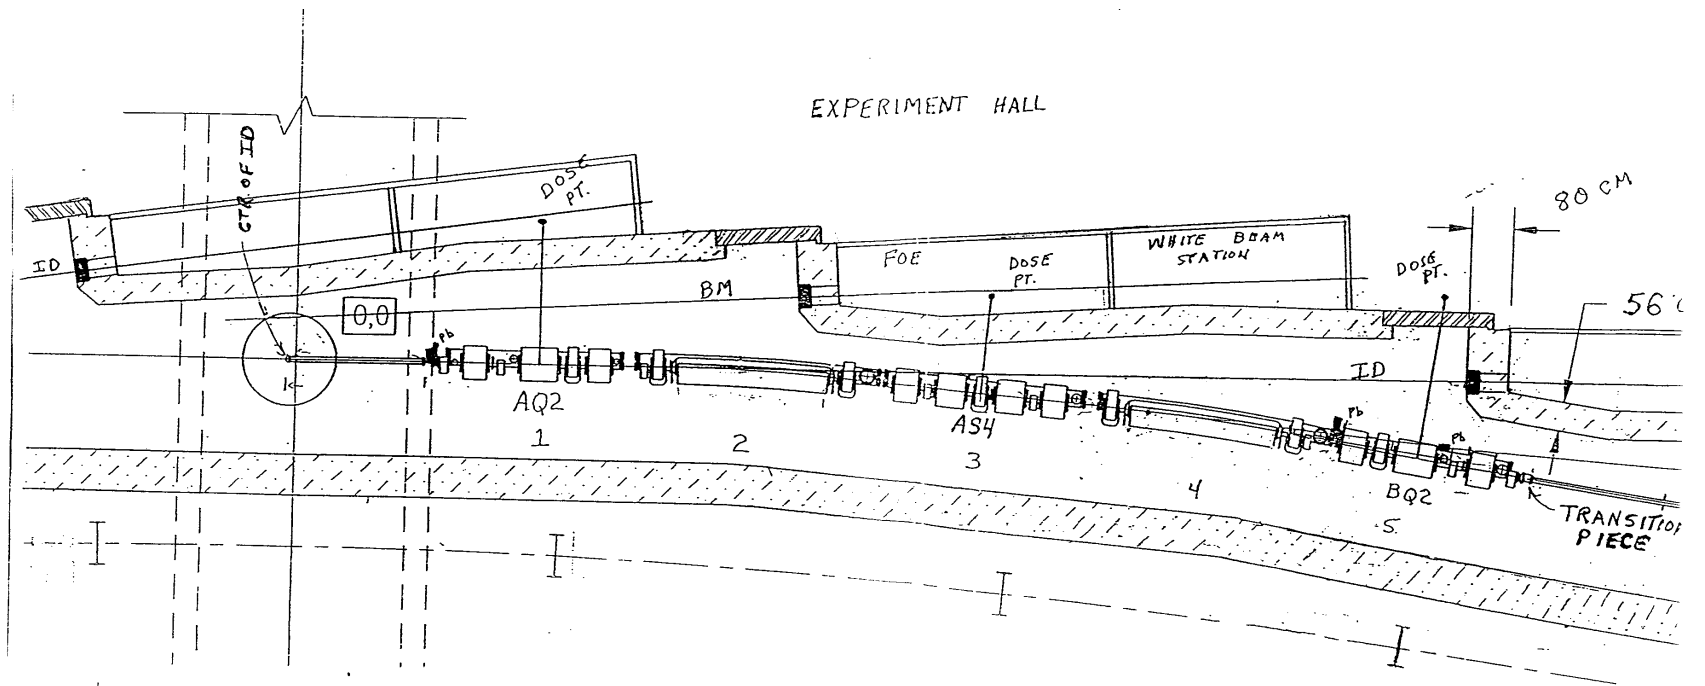 EXPERIMENT HALL
CTR OF ID
DOSE
PT.
80 CM
ID
0,0
BM
FOE
DOSE
PT.
WHITE BEAM
STATION
DOSE
PT.
56
Pb
ID
AQ2
AS4
Pb
Pb
BQ2
1
2
3
4
5
TRANSITION
PIECE